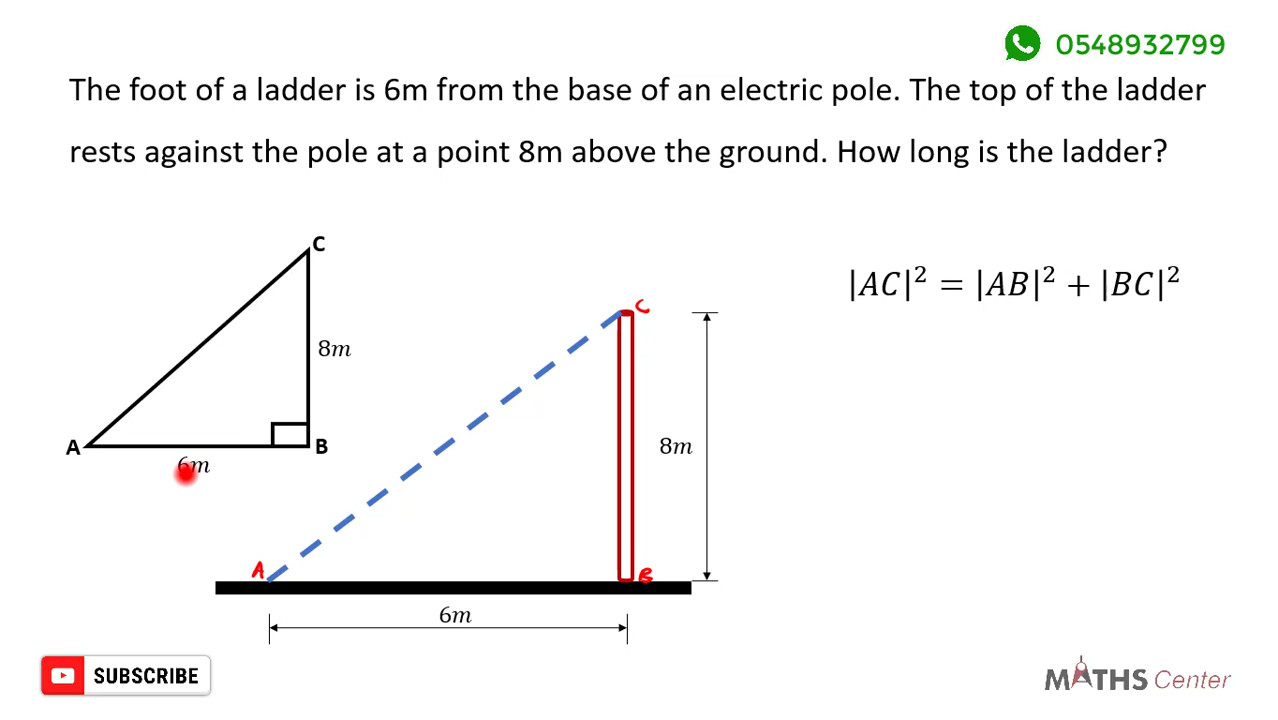 0548932799
The foot of a ladder is 6m from the base of an electric pole. The top of the ladder
rests against the pole at a point 8m above the ground. How long is the ladder?
C
8m
A
B
6m
|AC|² = |AB|² + |BC|²
C
8m
A
B
6m
SUBSCRIBE
MATHS Center